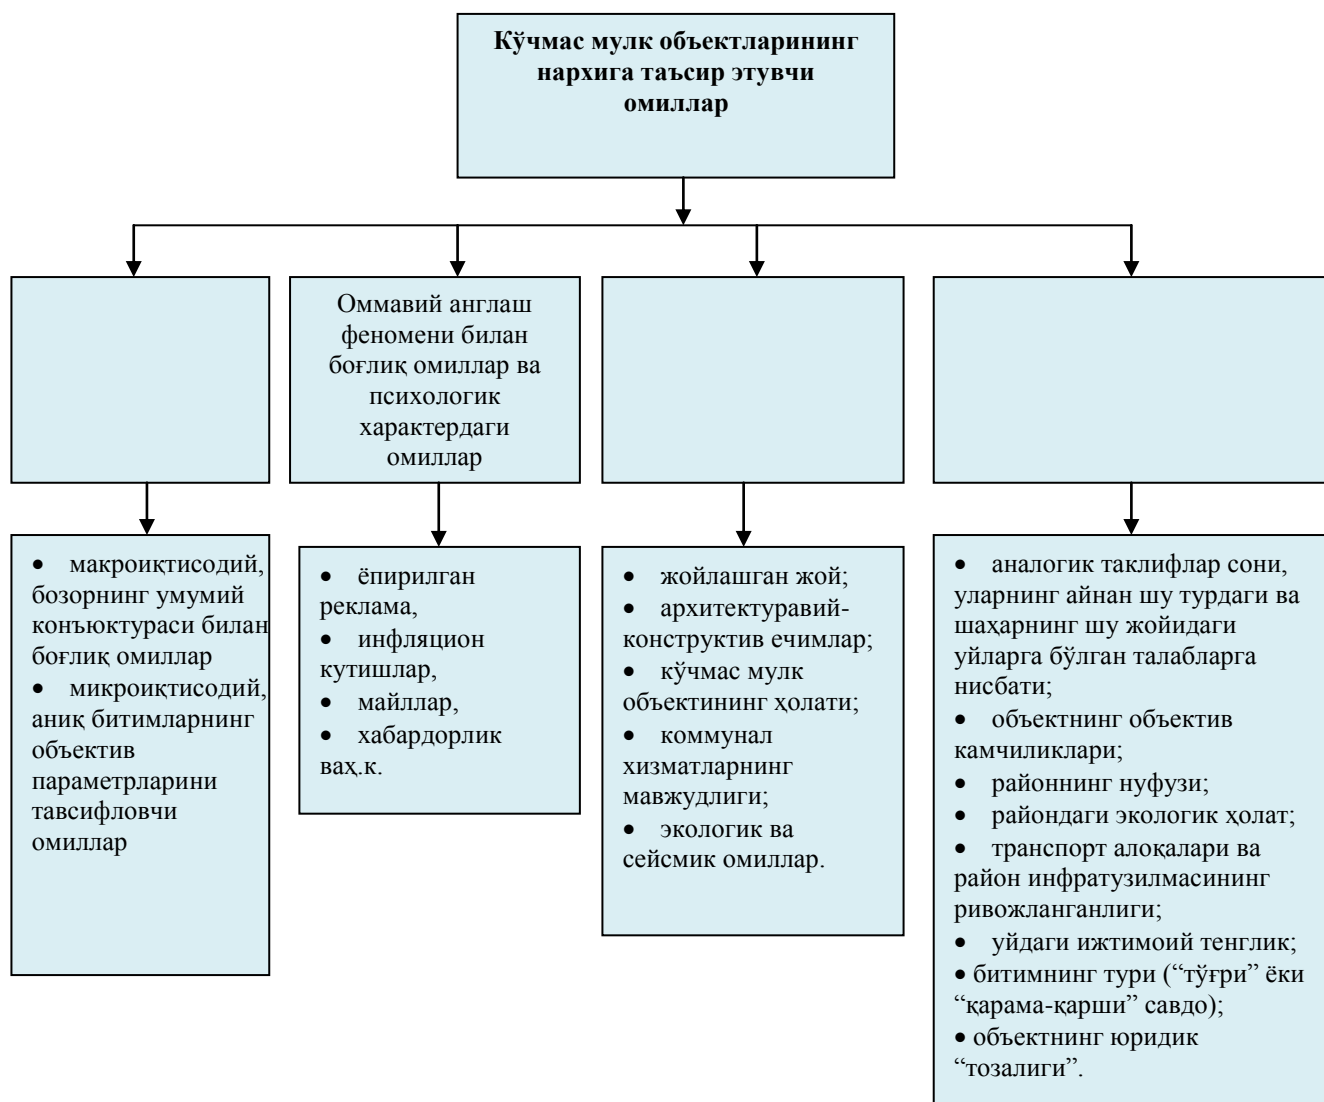 Кўчмас мулк объектларининг
нархига таъсир этувчи
омиллар
Оммавий англаш
феномени билан
боғлиқ омиллар ва
психологик
характердаги
омиллар
• макроиқтисодий,
бозорнинг умумий
конъюктураси билан
боғлиқ омиллар
• микроиқтисодий,
аниқ битимларнинг
объектив
параметрларини
тавсифловчи
омиллар
• ёпирилган
реклама,
• инфляцион
кутишлар,
• майллар,
• хабардорлик
ваҳ.к.
• жойлашган жой;
• архитектуравий-
конструктив ечимлар;
• кўчмас мулк
объектининг ҳолати;
• коммунал
хизматларнинг
мавжудлиги;
• экологик ва
сейсмик омиллар.
• аналогик таклифлар сони,
уларнинг айнан шу турдаги ва
шаҳарнинг шу жойидаги
уйларга бўлган талабларга
нисбати;
• объектнинг объектив
камчиликлари;
• районнинг нуфузи;
• райондаги экологик ҳолат;
• транспорт алоқалари ва
район инфратузилмасининг
ривожланганлиги;
• уйдаги ижтимоий тенглик;
• битимнинг тури (“тўғри” ёки
“қарама-қарши” савдо);
• объектнинг юридик
“тозалиги”.